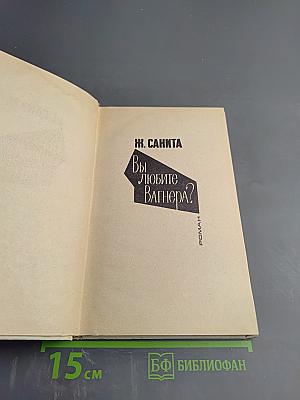 Ж. САНИТА
Вы
любите
Вагнера?
РОМАН
15 см
БФ БИБЛИОФАН